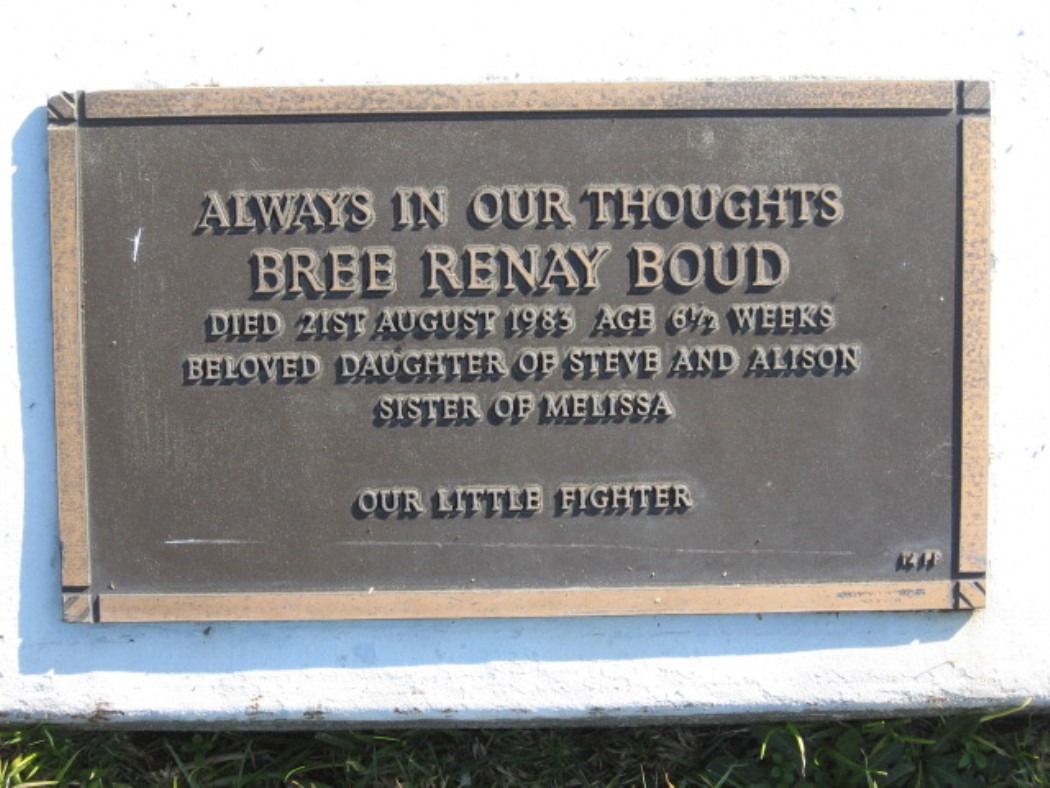 ALWAYS IN OUR THOUGHTS
BREE RENAY BOUD
DIED 21ST AUGUST 1983 AGE 6½ WEEKS
BELOVED DAUGHTER OF STEVE AND ALISON
SISTER OF MELISSA
OUR LITTLE FIGHTER